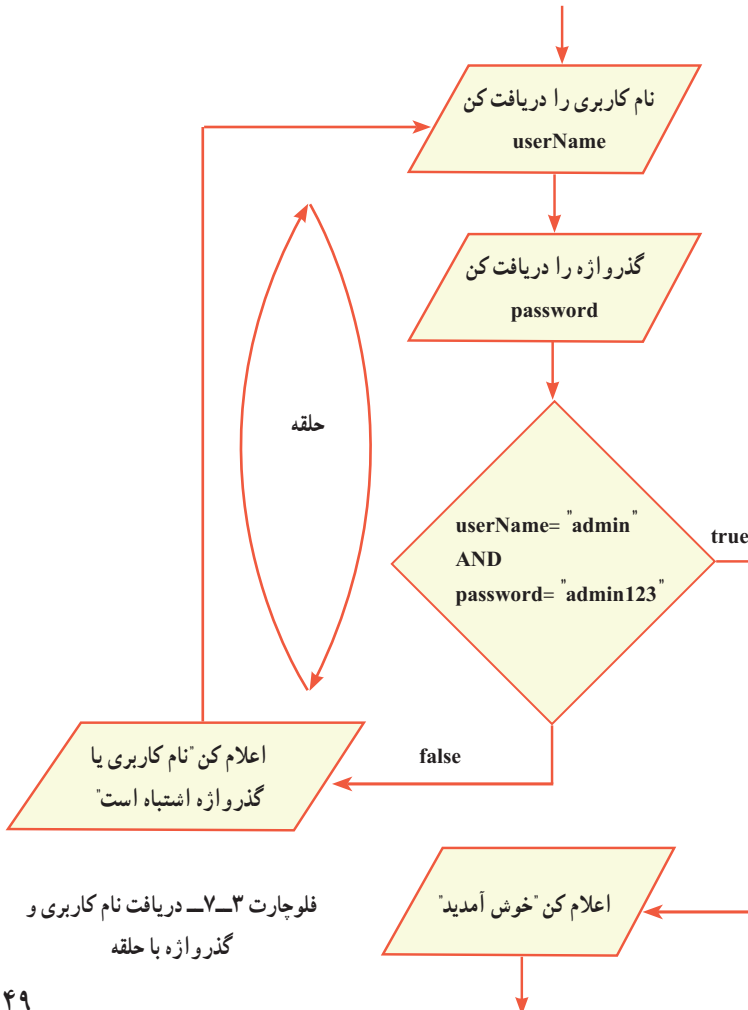 نام کاربری را دریافت کن
userName
گذرواژه را دریافت کن
password
حلقه
userName= "admin"
AND
password= "admin123"
true
false
اعلام کن "نام کاربری یا
گذرواژه اشتباه است"
اعلام کن "خوش آمدید"
فلوچارت ۳ــ۷ــ دریافت نام کاربری و
گذرواژه با حلقه
۴۹